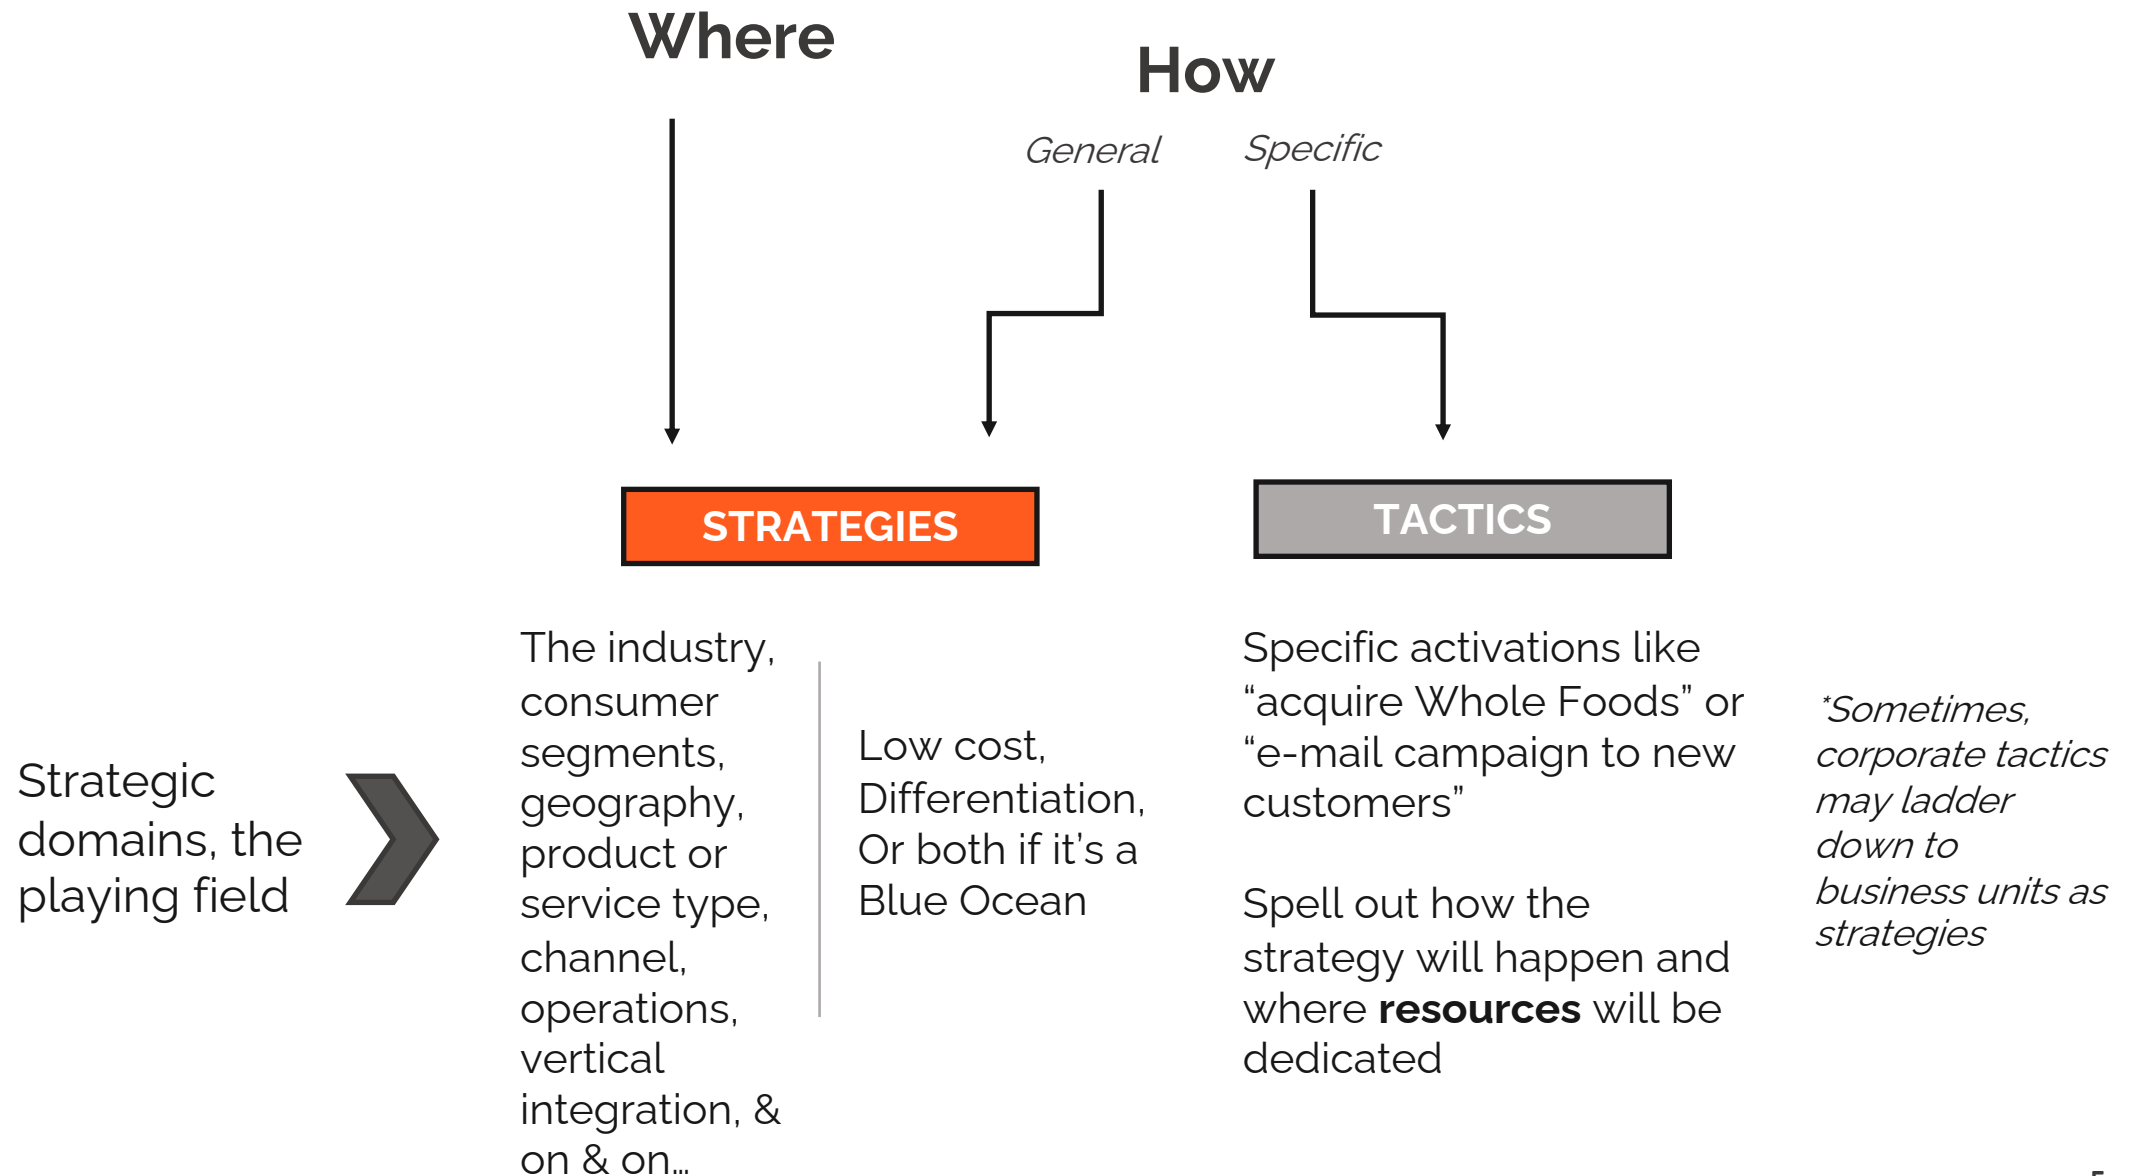 Where
How
General
Specific
STRATEGIES
TACTICS
Strategic
domains, the
playing field
The industry,
consumer
segments,
geography,
product or
service type,
channel,
operations,
vertical
integration, &
on & on...
Low cost,
Differentiation,
Or both if it’s a
Blue Ocean
Specific activations like
“acquire Whole Foods” or
“e-mail campaign to new
customers”
Spell out how the
strategy will happen and
where resources will be
dedicated
*Sometimes,
corporate tactics
may ladder
down to
business units as
strategies